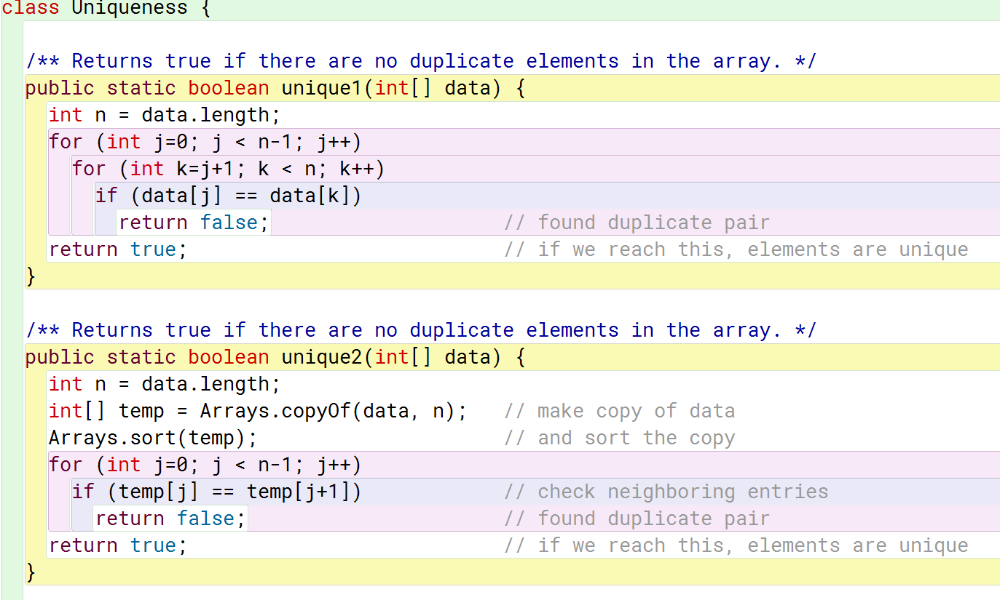 class Uniqueness {
/** Returns true if there are no duplicate elements in the array. */
public static boolean unique1(int[] data) {
int n = data.length;
for (int j=0; j < n-1; j++)
for (int k=j+1; k < n; k++)
if (data[j] == data[k])
return false; // found duplicate pair
return true; // if we reach this, elements are unique
}
/** Returns true if there are no duplicate elements in the array. */
public static boolean unique2(int[] data) {
int n = data.length;
int[] temp = Arrays.copyOf(data, n); // make copy of data
Arrays.sort(temp); // and sort the copy
for (int j=0; j < n-1; j++)
if (temp[j] == temp[j+1]) // check neighboring entries
return false; // found duplicate pair
return true; // if we reach this, elements are unique
}